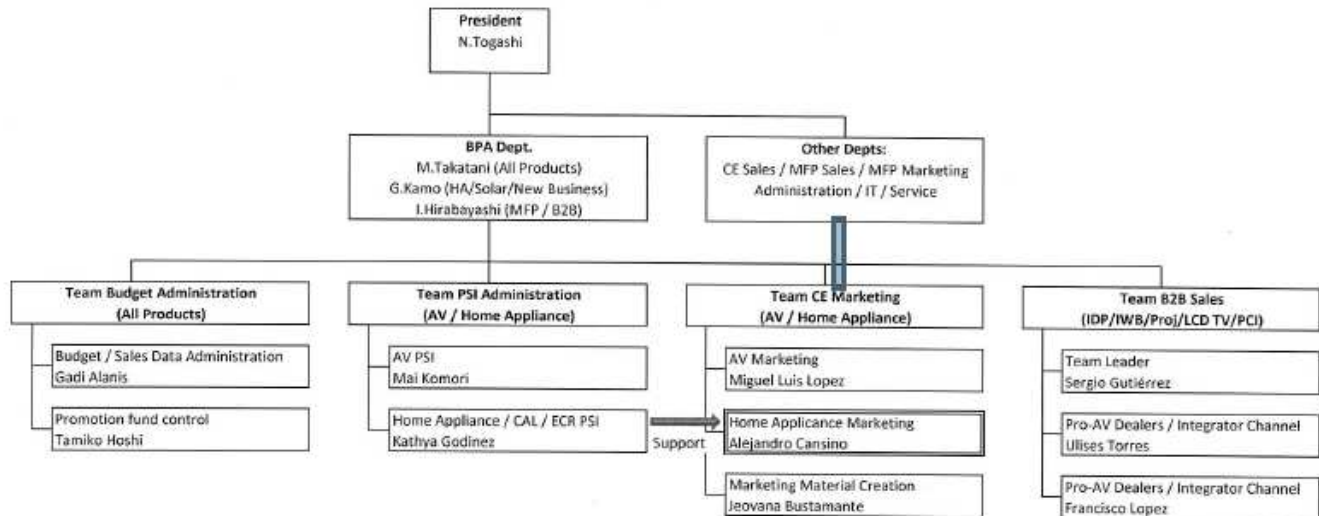 President
N.Togashi
BPA Dept.
M.Takatani (All Products)
G.Kamo (HA/Solar/New Business)
I.Hirabayashi (MFP / B2B)
Other Depts:
CE Sales / MFP Sales / MFP Marketing
Administration / IT / Service
Team Budget Administration
(All Products)
Budget / Sales Data Administration
Gadi Alanis
Promotion fund control
Tamiko Hoshi
Team PSI Administration
(AV / Home Appliance)
AV PSI
Mai Komori
Home Appliance / CAL / ECR PSI
Kathya Godinez
Support
Team CE Marketing
(AV / Home Appliance)
AV Marketing
Miguel Luis Lopez
Home Applicance Marketing
Alejandro Cansino
Marketing Material Creation
Jeovana Bustamante
Team B2B Sales
(IDP/IWB/Proj/LCD TV/PCI)
Team Leader
Sergio Gutiérrez
Pro-AV Dealers / Integrator Channel
Ulises Torres
Pro-AV Dealers / Integrator Channel
Francisco Lopez